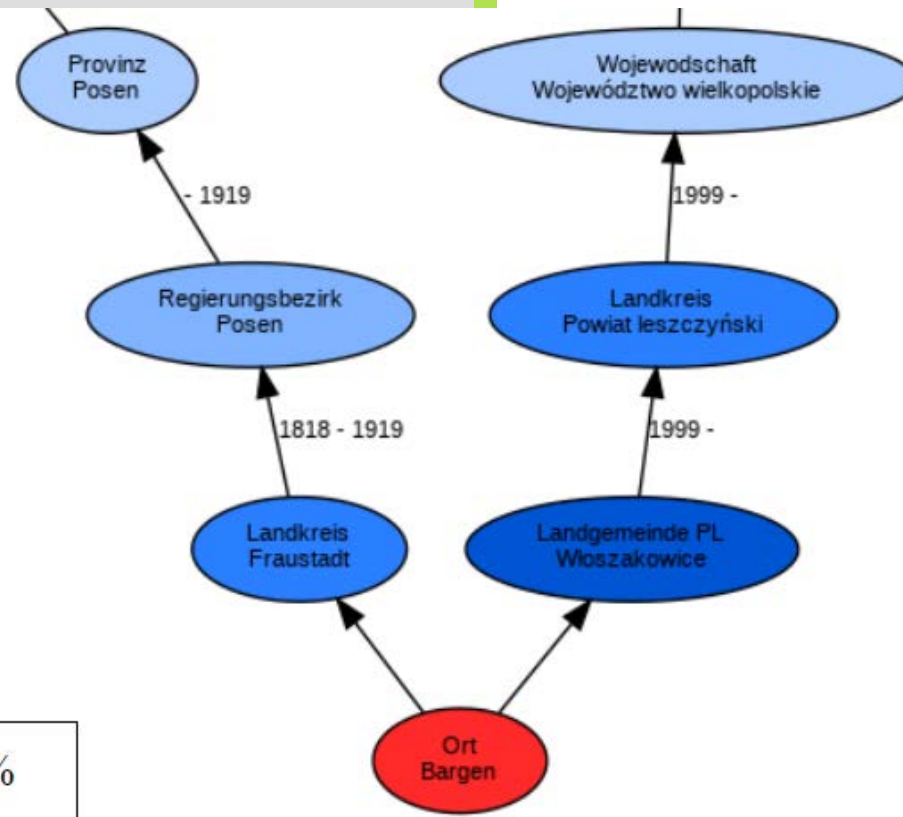 Provinz
Posen
Wojewodschaft
Województwo wielkopolskie
- 1919
1999 -
Regierungsbezirk
Posen
Landkreis
Powiat leszczyński
1818 - 1919
1999 -
Landkreis
Fraustadt
Landgemeinde PL
Włoszakowice
Ort
Bargen
%